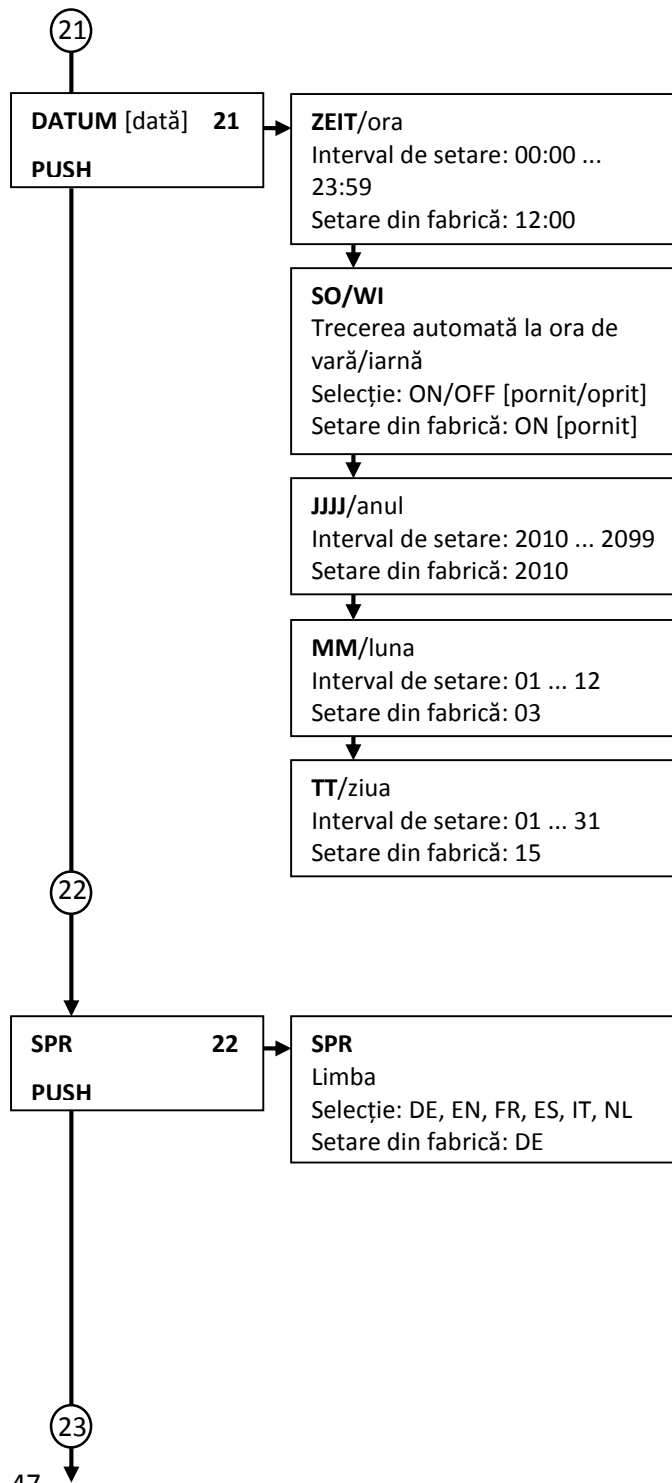 21
DATUM [dată] 21
PUSH
ZEIT/ora
Interval de setare: 00:00 ...
23:59
Setare din fabrică: 12:00
SO/WI
Trecerea automată la ora de
vară/iarnă
Selecție: ON/OFF [pornit/oprit]
Setare din fabrică: ON [pornit]
JJJJ/anul
Interval de setare: 2010 ... 2099
Setare din fabrică: 2010
MM/luna
Interval de setare: 01 ... 12
Setare din fabrică: 03
TT/ziua
Interval de setare: 01 ... 31
Setare din fabrică: 15
22
SPR 22
PUSH
SPR
Limba
Selecție: DE, EN, FR, ES, IT, NL
Setare din fabrică: DE
23
47